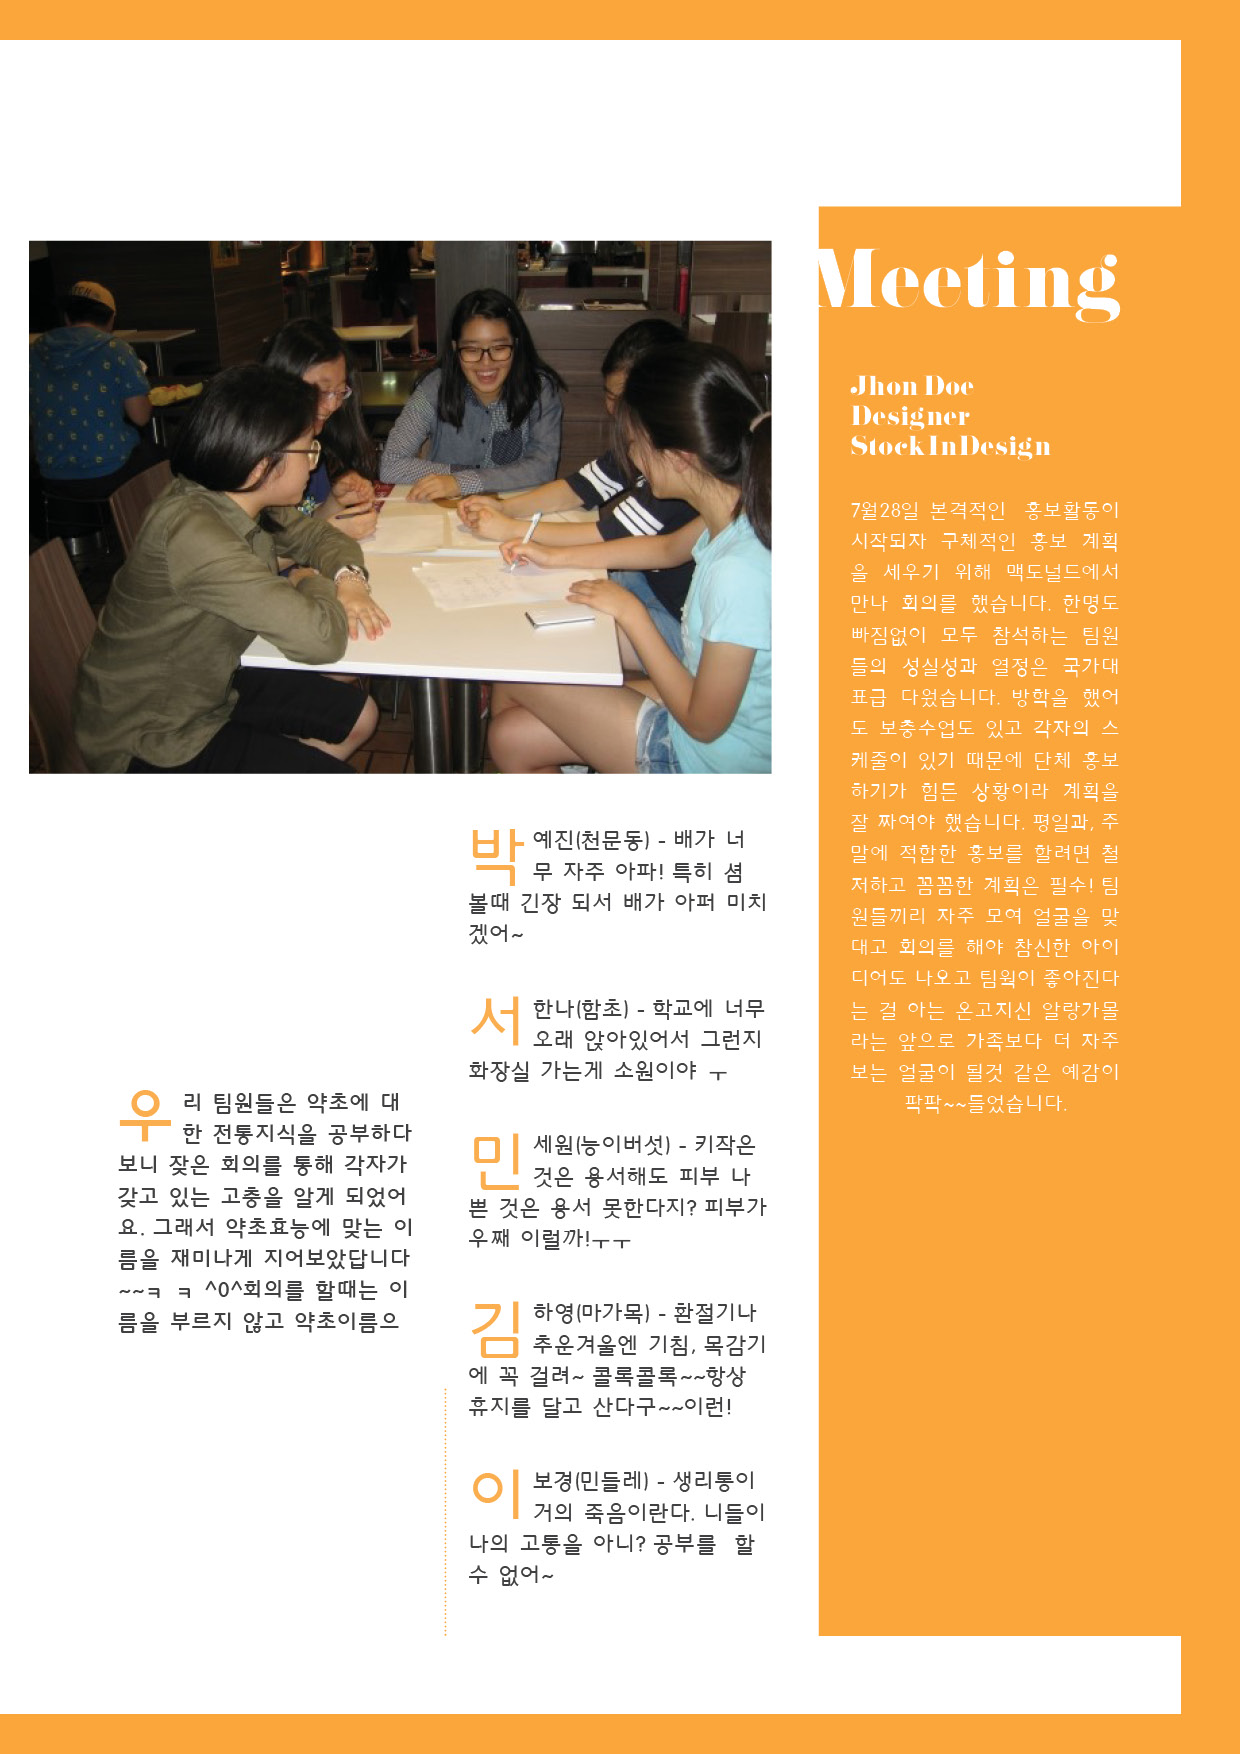 Meeting
Jhon Doe
Designer
StockInDesign
7월28일 본격적인 홍보활동이
시작되자 구체적인 홍보 계획
을 세우기 위해 맥도널드에서
만나 회의를 했습니다. 한명도
빠짐없이 모두 참석하는 팀원
들의 성실성과 열정은 국가대
표급 다웠습니다. 방학을 했어
도 보충수업도 있고 각자의 스
케줄이 있기 때문에 단체 홍보
하기가 힘든 상황이라 계획을
잘 짜여야 했습니다. 평일과, 주
말에 적합한 홍보를 할려면 철
저하고 꼼꼼한 계획은 필수! 팀
원들끼리 자주 모여 얼굴을 맞
대고 회의를 해야 참신한 아이
디어도 나오고 팀웍이 좋아진다
는 걸 아는 온고지신 알랑가몰
라는 앞으로 가족보다 더 자주
보는 얼굴이 될것 같은 예감이
팍팍~~들었습니다.
우리 팀원들은 약초에 대
한 전통지식을 공부하다
보니 잦은 회의를 통해 각자가
갖고 있는 고충을 알게 되었어
요. 그래서 약초효능에 맞는 이
름을 재미나게 지어보았답니다
~~ㅋ ㅋ ^0^회의를 할때는 이
름을 부르지 않고 약초이름으
박예진(천문동) - 배가 너
무 자주 아파! 특히 셤
볼때 긴장 되서 배가 아퍼 미치
겠어~
서한나(함초) - 학교에 너무
오래 앉아있어서 그런지
화장실 가는게 소원이야 ㅜ
민세원(능이버섯) - 키작은
것은 용서해도 피부 나
쁜 것은 용서 못한다지? 피부가
우째 이럴까!ㅜㅜ
김하영(마가목) - 환절기나
추운겨울엔 기침, 목감기
에 꼭 걸려~ 콜록콜록~~항상
휴지를 달고 산다구~~이런!
이보경(민들레) - 생리통이
거의 죽음이란다. 니들이
나의 고통을 아니? 공부를 할
수 없어~